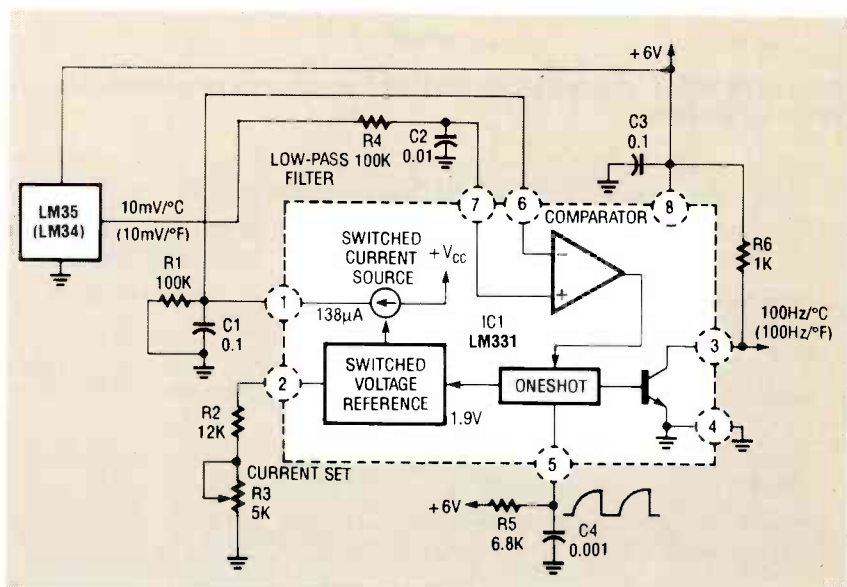 +6V
C3
0.1
R4
100K
C2
0.01
LOW-PASS
FILTER
LM35
(LM34)
10mV/°C
(10mV/°F)
7
6
COMPARATOR
8
SWITCHED
CURRENT
SOURCE
+VCC
R6
1K
R1
100K
1
138µA
C1
0.1
−
+
IC1
LM331
100Hz/°C
(100Hz/°F)
3
2
SWITCHED
VOLTAGE
REFERENCE
1.9V
ONESHOT
4
R2
12K
CURRENT SET
R3
5K
5
+6V
R5
6.8K
C4
0.001